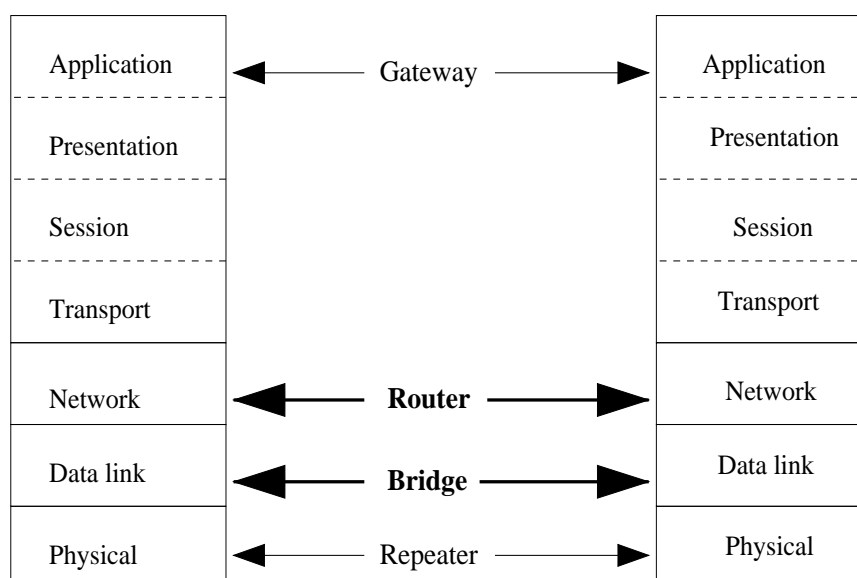 Application Gateway Application
Presentation Presentation
Session Session
Transport Transport
Network Router Network
Data link Bridge Data link
Physical Repeater Physical